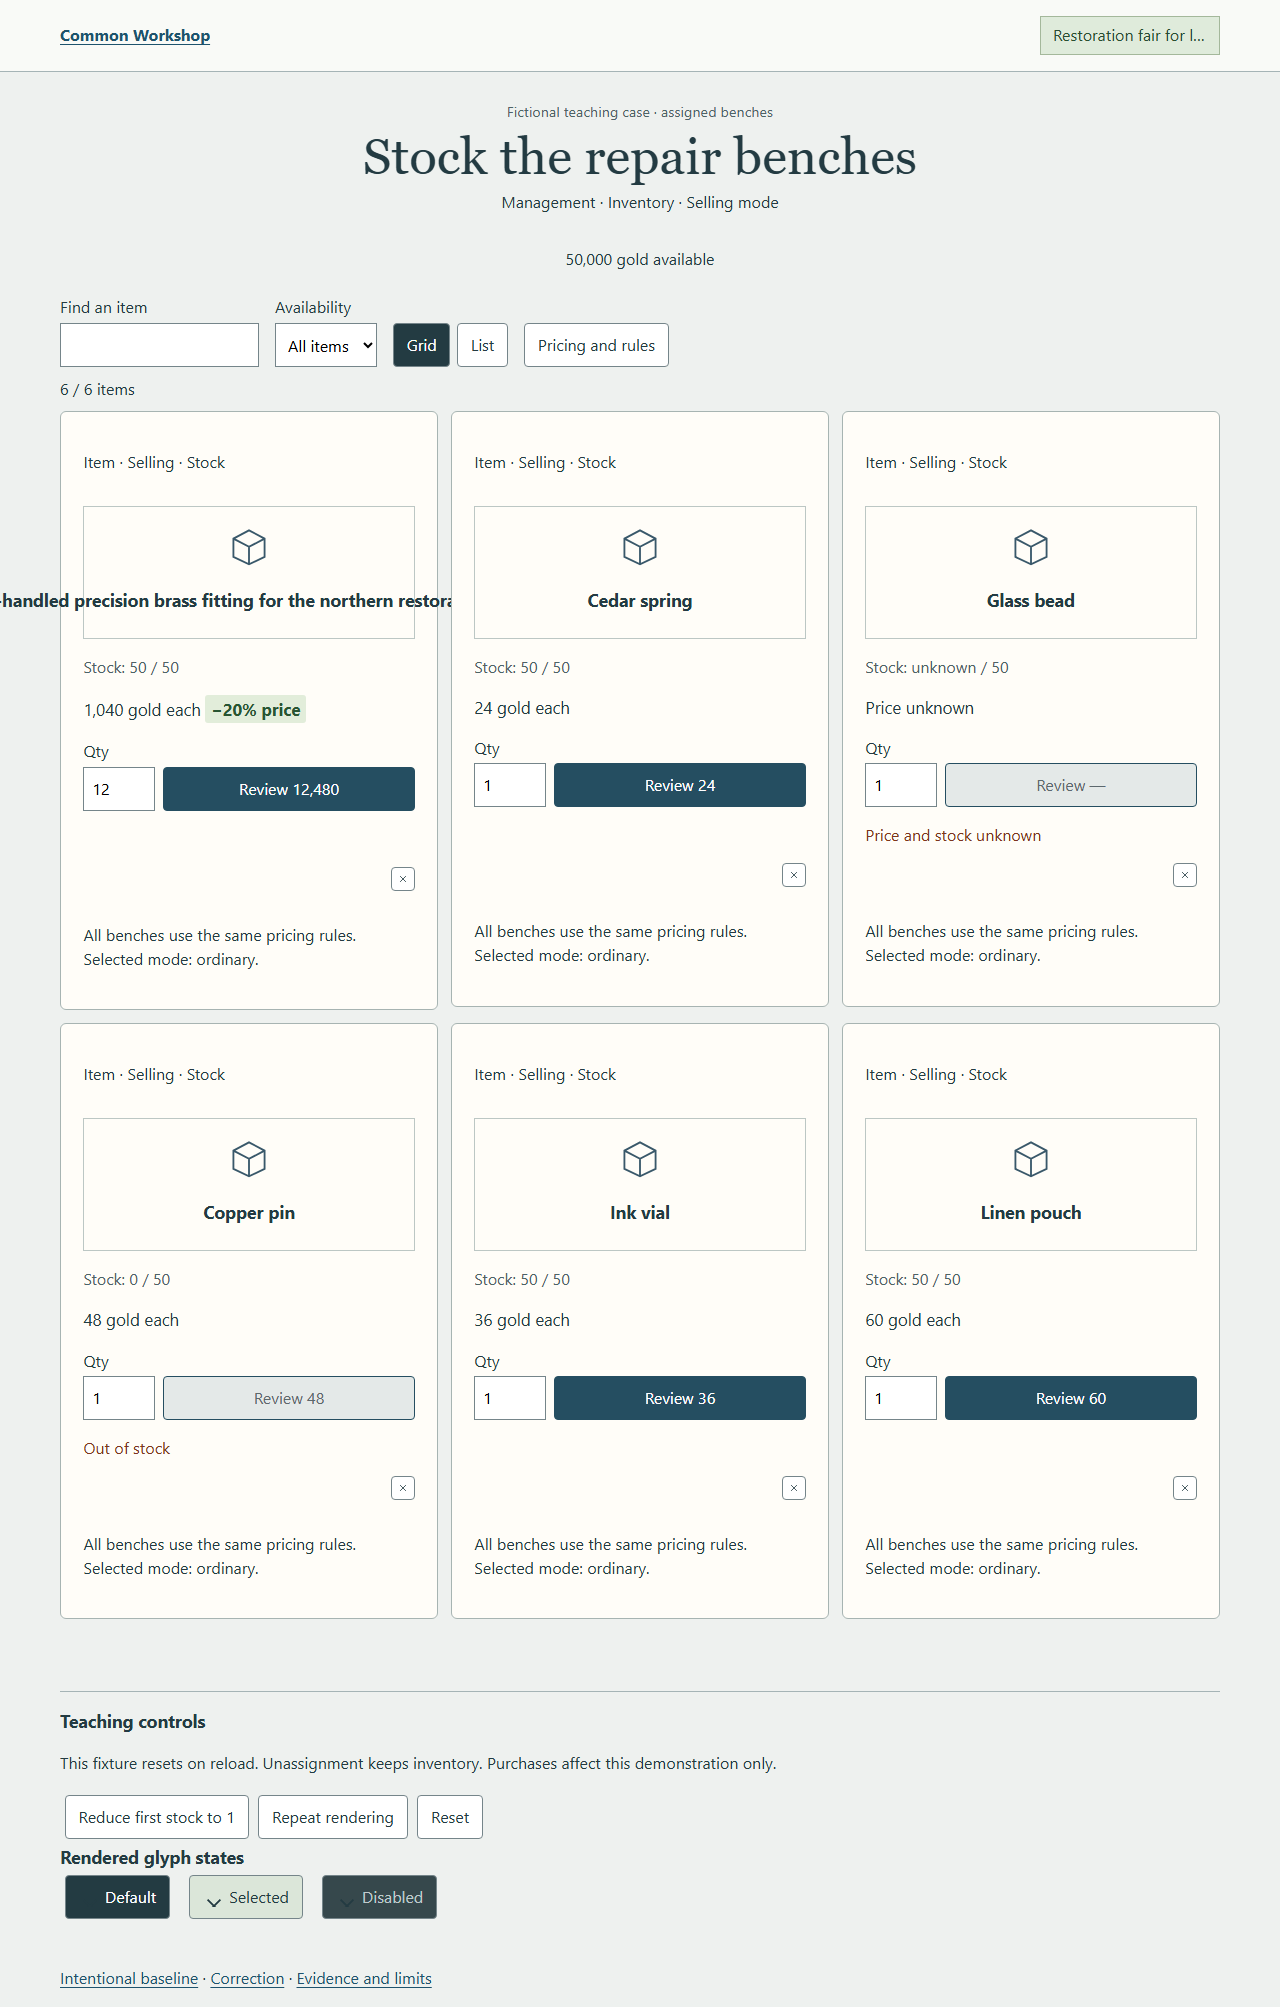 Common Workshop
Restoration fair for l...
Fictional teaching case · assigned benches
Stock the repair benches
Management · Inventory · Selling mode
50,000 gold available
Find an item
Availability
All items
Grid
List
Pricing and rules
6 / 6 items
Item · Selling · Stock
-handled precision brass fitting for the northern restora
Stock: 50 / 50
1,040 gold each −20% price
Qty
12
Review 12,480
×
All benches use the same pricing rules.
Selected mode: ordinary.
Item · Selling · Stock
Cedar spring
Stock: 50 / 50
24 gold each
Qty
1
Review 24
×
All benches use the same pricing rules.
Selected mode: ordinary.
Item · Selling · Stock
Glass bead
Stock: unknown / 50
Price unknown
Qty
1
Review —
Price and stock unknown
×
All benches use the same pricing rules.
Selected mode: ordinary.
Item · Selling · Stock
Copper pin
Stock: 0 / 50
48 gold each
Qty
1
Review 48
Out of stock
×
All benches use the same pricing rules.
Selected mode: ordinary.
Item · Selling · Stock
Ink vial
Stock: 50 / 50
36 gold each
Qty
1
Review 36
×
All benches use the same pricing rules.
Selected mode: ordinary.
Item · Selling · Stock
Linen pouch
Stock: 50 / 50
60 gold each
Qty
1
Review 60
×
All benches use the same pricing rules.
Selected mode: ordinary.
Teaching controls
This fixture resets on reload. Unassignment keeps inventory. Purchases affect this demonstration only.
Reduce first stock to 1
Repeat rendering
Reset
Rendered glyph states
Default
Selected
Disabled
Intentional baseline · Correction · Evidence and limits